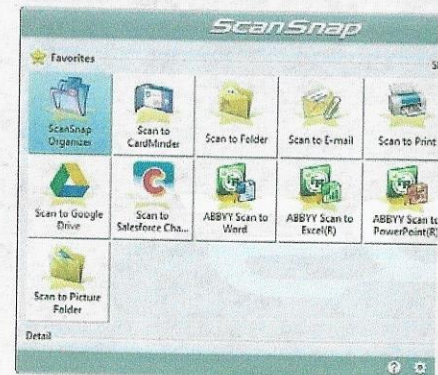 ScanSnap
Favorites
ScanSnap
Organizer
Scan to
CardMinder
Scan to Folder
Scan to E-mail
Scan to Print
Scan to Google
Drive
Scan to
Salesforce Cha...
ABBYY Scan to
Word
ABBYY Scan to
Excel(R)
ABBYY Scan to
PowerPoint(R)
Scan to Picture
Folder
Detail